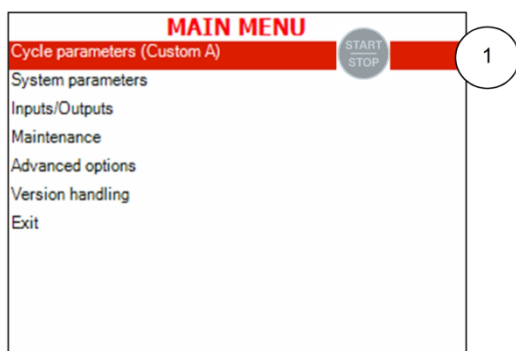 MAIN MENU
Cycle parameters (Custom A)
START
STOP
1
System parameters
Inputs/Outputs
Maintenance
Advanced options
Version handling
Exit